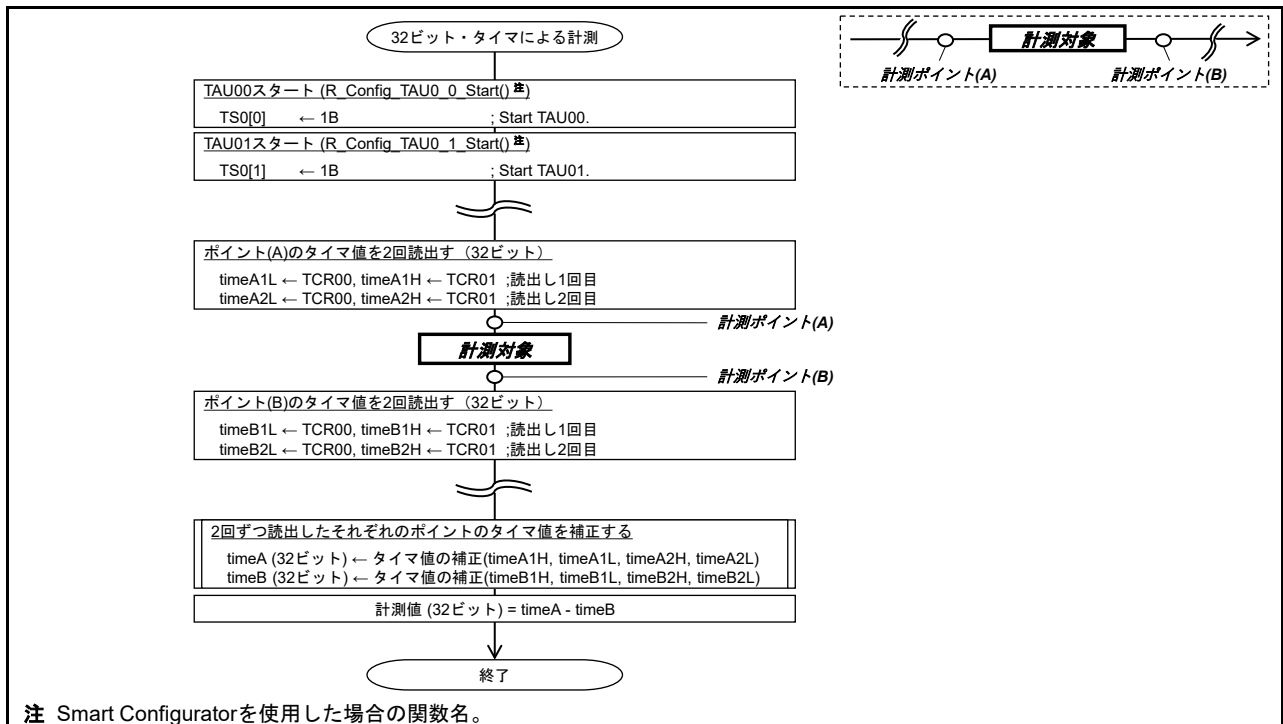 32ビット・タイマによる計測
計測対象
計測ポイント(A)
計測ポイント(B)
TAU00スタート (R_Config_TAU0_0_Start()注)
TS0[0] ← 1B ; Start TAU00.
TAU01スタート (R_Config_TAU0_1_Start()注)
TS0[1] ← 1B ; Start TAU01.
ポイント(A)のタイマ値を2回読出す（32ビット）
timeA1L ← TCR00, timeA1H ← TCR01 ;読出し1回目
timeA2L ← TCR00, timeA2H ← TCR01 ;読出し2回目
計測ポイント(A)
計測対象
計測ポイント(B)
ポイント(B)のタイマ値を2回読出す（32ビット）
timeB1L ← TCR00, timeB1H ← TCR01 ;読出し1回目
timeB2L ← TCR00, timeB2H ← TCR01 ;読出し2回目
2回ずつ読出したそれぞれのポイントのタイマ値を補正する
timeA (32ビット) ← タイマ値の補正(timeA1H, timeA1L, timeA2H, timeA2L)
timeB (32ビット) ← タイマ値の補正(timeB1H, timeB1L, timeB2H, timeB2L)
計測値 (32ビット) = timeA - timeB
終了
注 Smart Configuratorを使用した場合の関数名。